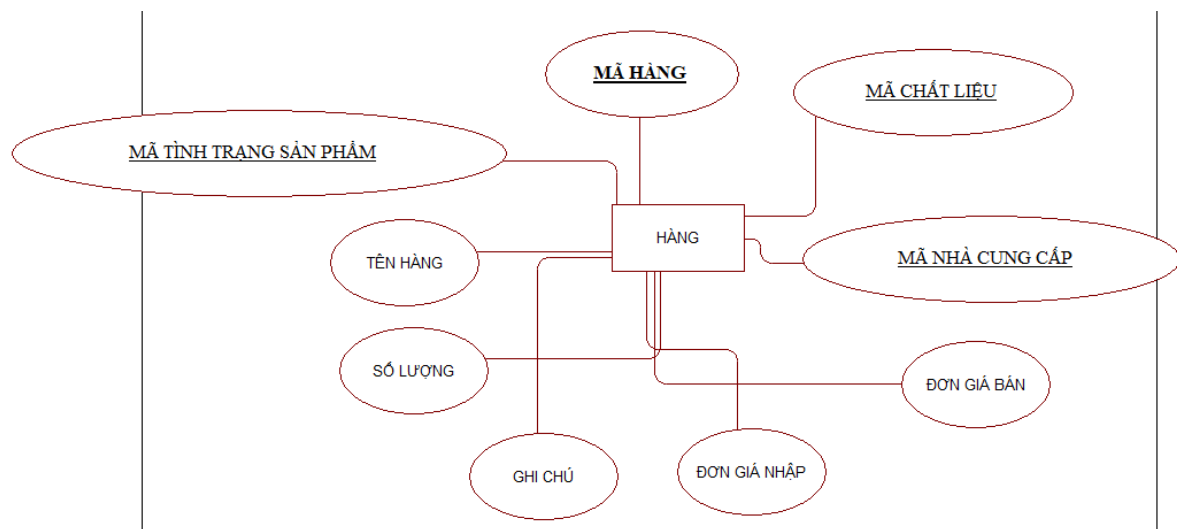 MÃ HÀNG
MÃ CHẤT LIỆU
MÃ TÌNH TRẠNG SẢN PHẨM
HÀNG
TÊN HÀNG
MÃ NHÀ CUNG CẤP
SỐ LƯỢNG
ĐƠN GIÁ BÁN
GHI CHÚ
ĐƠN GIÁ NHẬP